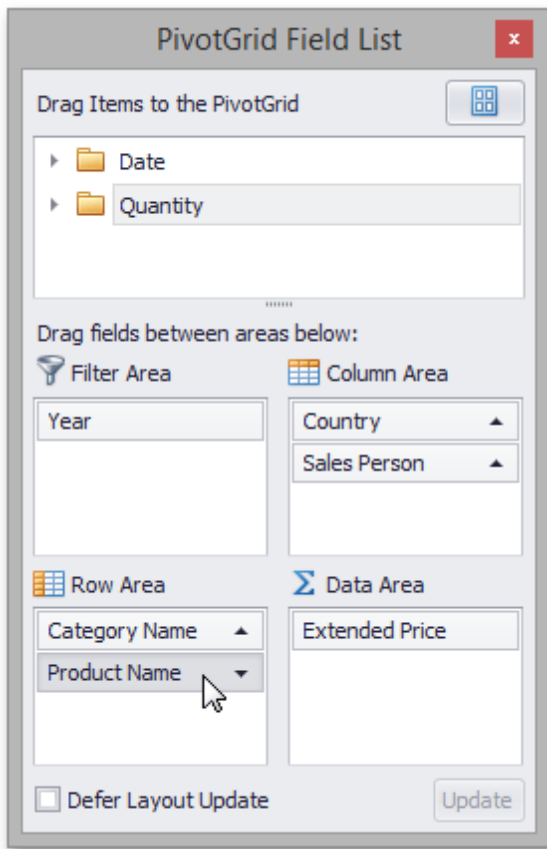 PivotGrid Field List
x
Drag Items to the PivotGrid
Date
Quantity
Drag fields between areas below:
Filter Area
Year
Column Area
Country
Sales Person
Row Area
Category Name
Product Name
Data Area
Extended Price
Defer Layout Update
Update